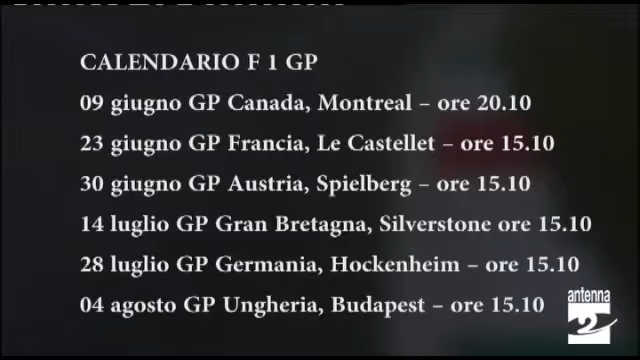 CALENDARIO F 1 GP
09 giugno GP Canada, Montreal – ore 20.10
23 giugno GP Francia, Le Castellet – ore 15.10
30 giugno GP Austria, Spielberg – ore 15.10
14 luglio GP Gran Bretagna, Silverstone ore 15.10
28 luglio GP Germania, Hockenheim – ore 15.10
04 agosto GP Ungheria, Budapest – ore 15.10
antenna
2